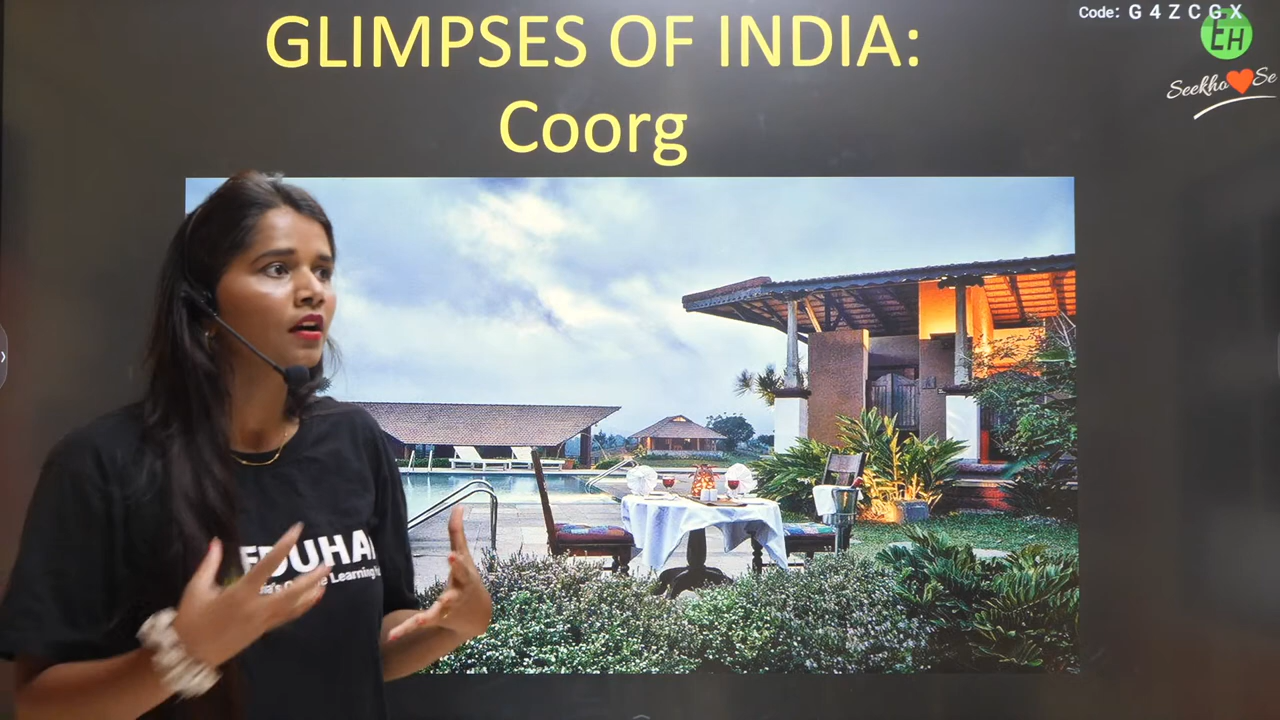 GLIMPSES OF INDIA:
Coorg
Code: G 4 Z C G X
EH
Seekho Se
EDUHA
Learning